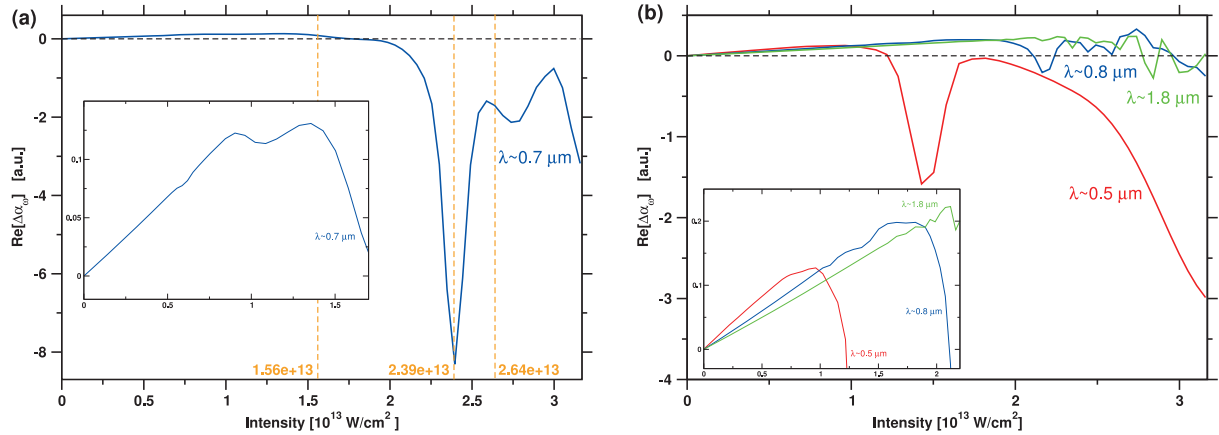 (a)
0
-2
-4
-6
-8
Re[Δα_ω] [a.u.]
0.1
0.05
0
0 0.5 1 1.5
λ~0.7 μm
λ~0.7 μm
1.56e+13 2.39e+13 2.64e+13
0 0.5 1 1.5 2 2.5 3
Intensity [10^13 W/cm^2 ]
(b)
1
0
-1
-2
-3
-4
Re[Δα_ω] [a.u.]
λ~0.8 μm
λ~1.8 μm
λ~0.5 μm
0.2
0.1
0
0 0.5 1 1.5 2
λ~1.8 μm
λ~0.8 μm
λ~0.5 μm
0 1 2 3
Intensity [10^13 W/cm^2]